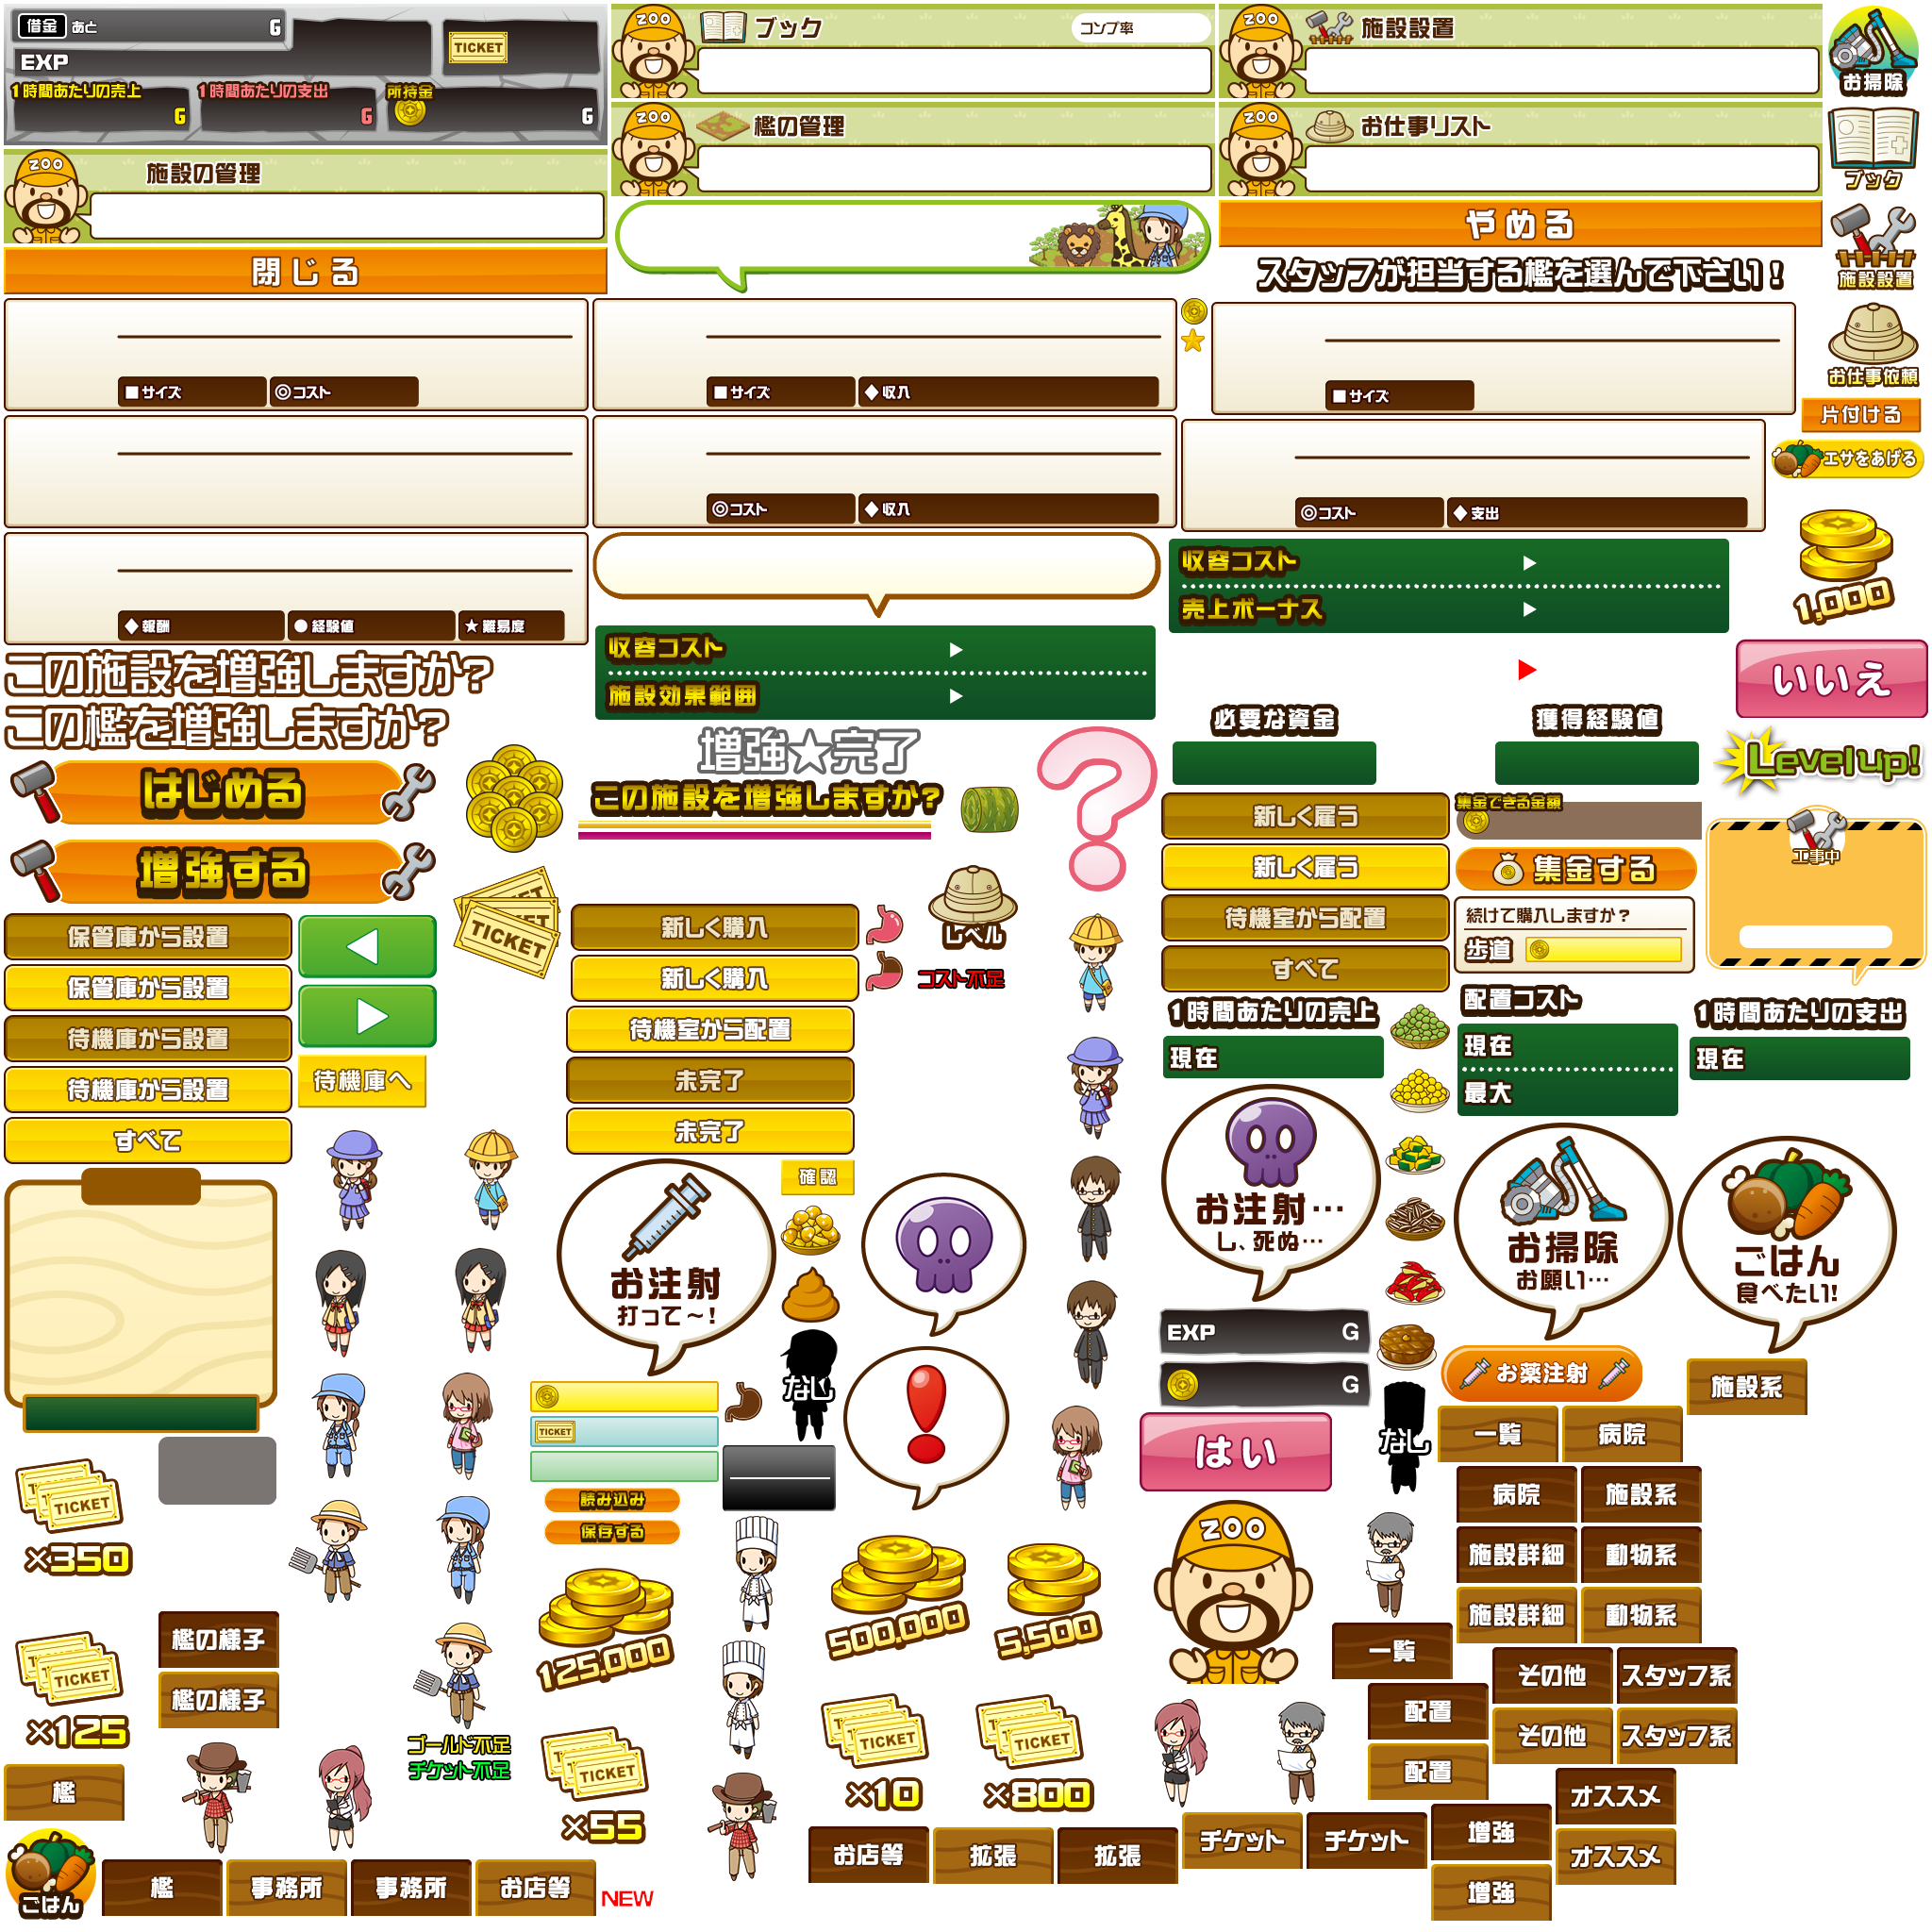 借金 あと G
EXP
TICKET
1時間あたりの売上
G
1時間あたりの支出
G
所持金
G
ZOO
ブック
コンプ率
ZOO
施設設置
お掃除
ZOO
檻の管理
ZOO
お仕事リスト
ブック
ZOO
施設の管理
やめる
施設設置
閉じる
スタッフが担当する檻を選んで下さい!
お仕事依頼
■サイズ
◎コスト
■サイズ
◆収入
■サイズ
片付ける
エサをあげる
◎コスト
◆収入
◎コスト
◆支出
1,000
◆報酬
●経験値
★難易度
収容コスト
売上ボーナス
収容コスト
施設効果範囲
この施設を増強しますか?
この檻を増強しますか?
いいえ
必要な資金
獲得経験値
増強★完了
この施設を増強しますか?
Level up!
はじめる
増強する
新しく雇う
新しく雇う
待機室から配置
すべて
集金できる金額
集金する
続けて購入しますか?
歩道
工事中
TICKET
保管庫から設置
保管庫から設置
待機庫から設置
待機庫から設置
すべて
待機庫へ
新しく購入
新しく購入
待機室から配置
未完了
未完了
確認
レベル
コスト不足
1時間あたりの売上
現在
配置コスト
現在
最大
1時間あたりの支出
現在
お注射
打って～!
お注射…
し、死ぬ…
お掃除
お願い…
ごはん
食べたい!
EXP G
G
なし
なし
お薬注射
施設系
はい
一覧
病院
病院
施設系
施設詳細
動物系
施設詳細
動物系
TICKET
読み込み
保存する
TICKET
×350
ZOO
125,000
500,000
5,500
一覧
その他
スタッフ系
その他
スタッフ系
配置
配置
檻の様子
檻の様子
TICKET
×125
ゴールド不足
チケット不足
TICKET
×55
TICKET
×10
TICKET
×800
オススメ
オススメ
檻
お店等
拡張
拡張
チケット
チケット
増強
増強
ごはん
檻
事務所
事務所
お店等
NEW